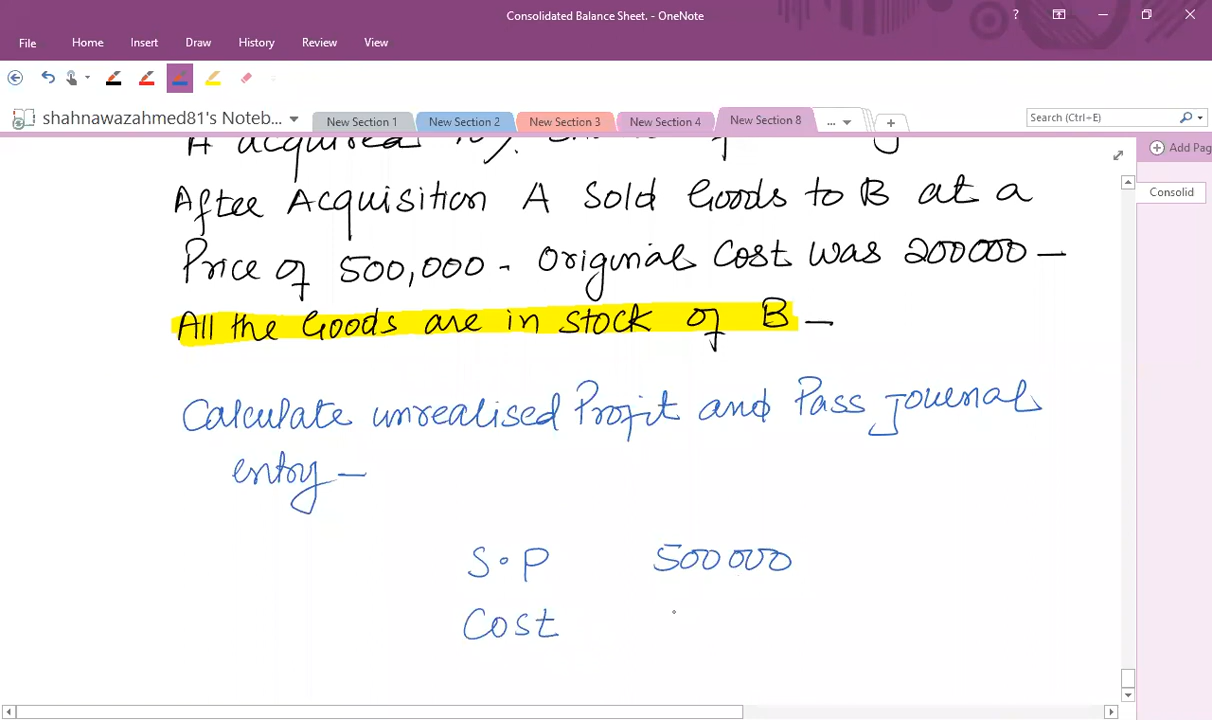 Consolidated Balance Sheet. - OneNote
?
File Home Insert Draw History Review View
shahnawazahmed81's Noteb... New Section 1 New Section 2 New Section 3 New Section 4 New Section 8 ... + Search (Ctrl+E)
Add Pag
Consolid
A acquired
After Acquisition A Sold Goods to B at a
Price of 500,000 - Original Cost was 200000 -
All the Goods are in stock of B -
Calculate unrealised Profit and Pass Journal
entry -
S.P 500000
Cost